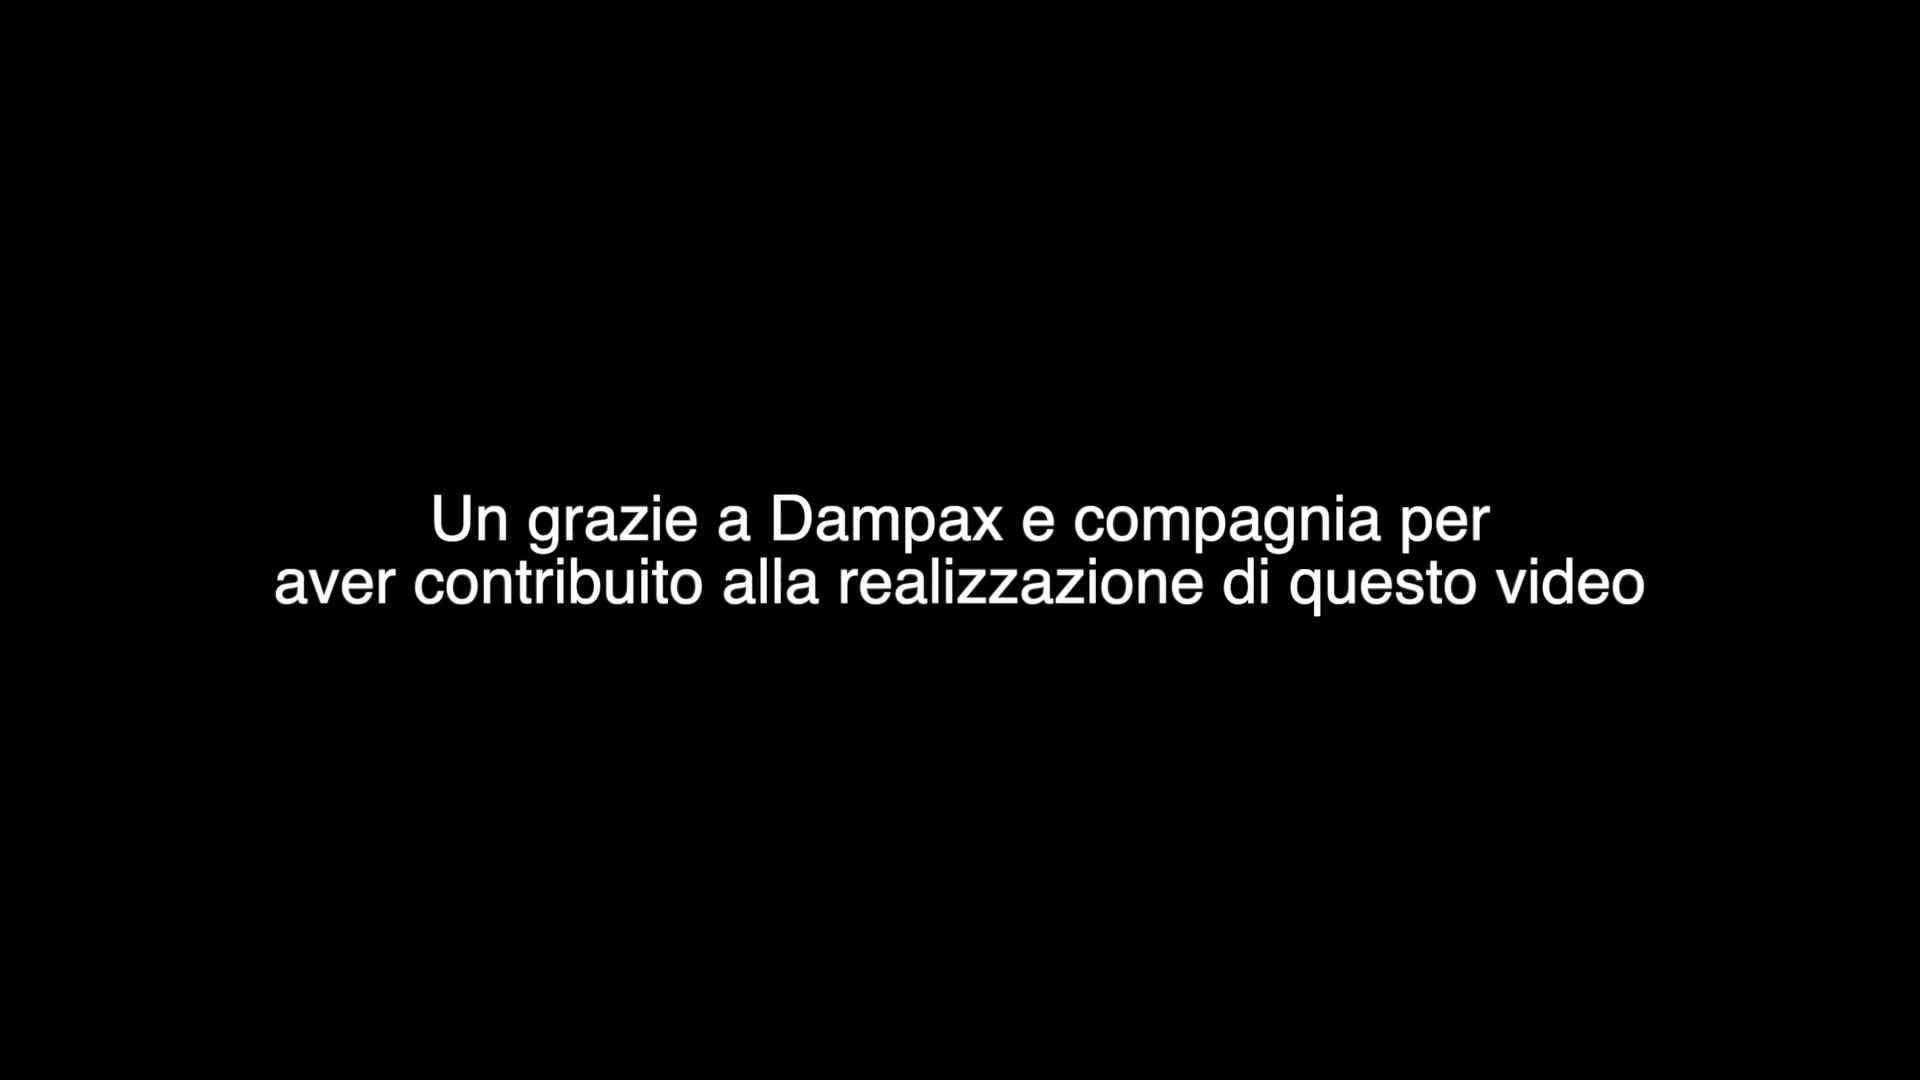 Un grazie a Dampax e compagnia per
aver contribuito alla realizzazione di questo video